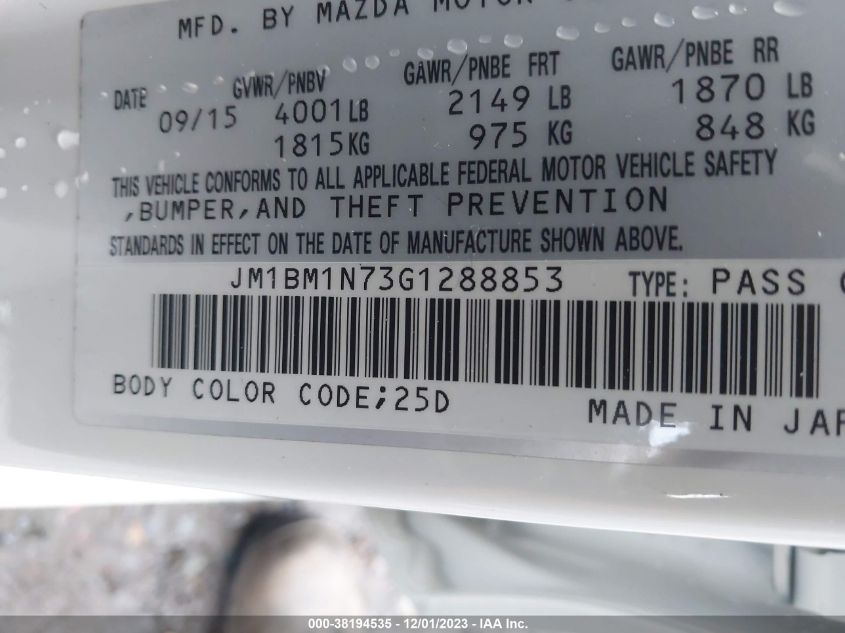 MFD. BY MAZDA MOTOR
DATE GVWR/PNBV GAWR/PNBE FRT GAWR/PNBE RR
09/15 4001LB 2149 LB 1870 LB
1815KG 975 KG 848 KG
THIS VEHICLE CONFORMS TO ALL APPLICABLE FEDERAL MOTOR VEHICLE SAFETY
,BUMPER,AND THEFT PREVENTION
STANDARDS IN EFFECT ON THE DATE OF MANUFACTURE SHOWN ABOVE.
JM1BM1N73G1288853 TYPE: PASS
BODY COLOR CODE;25D
MADE IN JAP
000-38194535 - 12/01/2023 - IAA Inc.